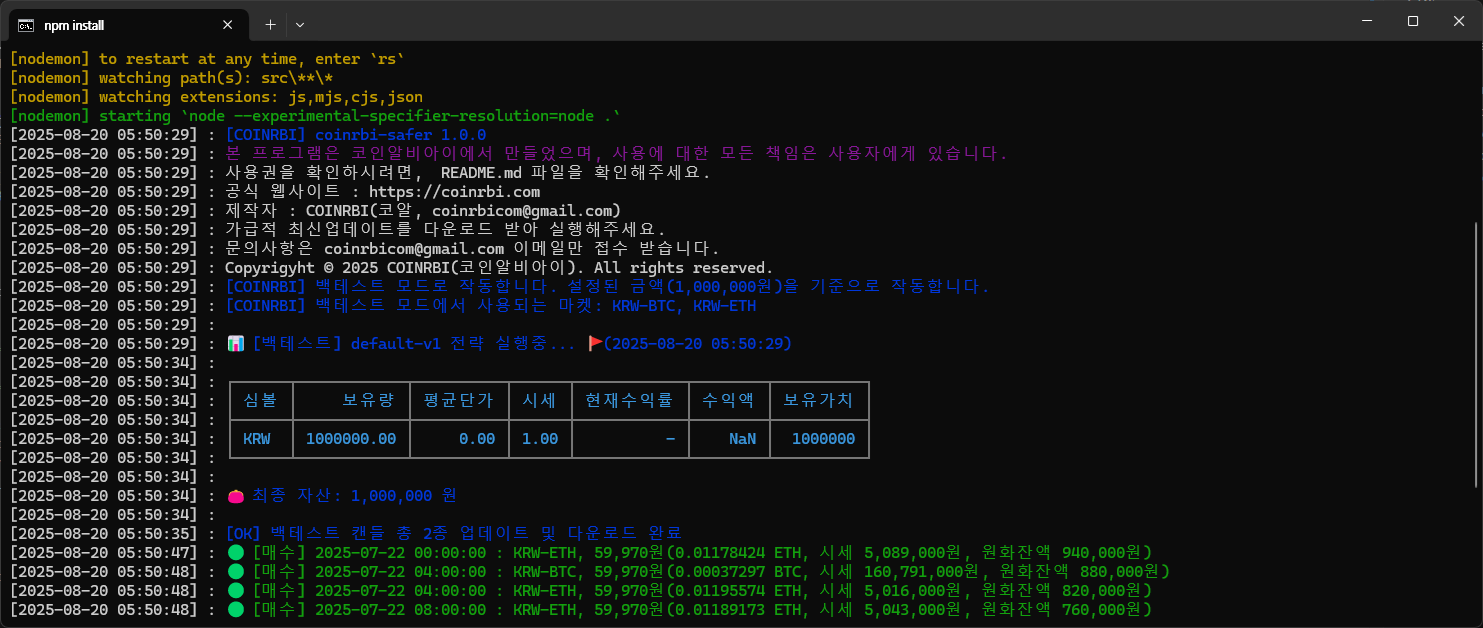 npm install
[nodemon] to restart at any time, enter `rs`
[nodemon] watching path(s): src\**\*
[nodemon] watching extensions: js,mjs,cjs,json
[nodemon] starting `node --experimental-specifier-resolution=node .`
[2025-08-20 05:50:29] : [COINRBI] coinrbi-safer 1.0.0
[2025-08-20 05:50:29] : 본 프로그램은 코인알비아이에서 만들었으며, 사용에 대한 모든 책임은 사용자에게 있습니다.
[2025-08-20 05:50:29] : 사용권을 확인하시려면, README.md 파일을 확인해주세요.
[2025-08-20 05:50:29] : 공식 웹사이트 : https://coinrbi.com
[2025-08-20 05:50:29] : 제작자 : COINRBI(코알, coinrbicom@gmail.com)
[2025-08-20 05:50:29] : 가급적 최신업데이트를 다운로드 받아 실행해주세요.
[2025-08-20 05:50:29] : 문의사항은 coinrbicom@gmail.com 이메일만 접수 받습니다.
[2025-08-20 05:50:29] : Copyrigyht © 2025 COINRBI(코인알비아이). All rights reserved.
[2025-08-20 05:50:29] : [COINRBI] 백테스트 모드로 작동합니다. 설정된 금액(1,000,000원)을 기준으로 작동합니다.
[2025-08-20 05:50:29] : [COINRBI] 백테스트 모드에서 사용되는 마켓: KRW-BTC, KRW-ETH
[2025-08-20 05:50:29] :
[2025-08-20 05:50:29] : 📊 [백테스트] default-v1 전략 실행중... 🚩(2025-08-20 05:50:29)
[2025-08-20 05:50:34] :
[2025-08-20 05:50:34] :
[2025-08-20 05:50:34] : 심볼 보유량 평균단가 시세 현재수익률 수익액 보유가치
[2025-08-20 05:50:34] :
[2025-08-20 05:50:34] : KRW 1000000.00 0.00 1.00 - NaN 1000000
[2025-08-20 05:50:34] :
[2025-08-20 05:50:34] :
[2025-08-20 05:50:34] : 👛 최종 자산: 1,000,000 원
[2025-08-20 05:50:34] :
[2025-08-20 05:50:35] : [OK] 백테스트 캔들 총 2종 업데이트 및 다운로드 완료
[2025-08-20 05:50:47] : 🟢 [매수] 2025-07-22 00:00:00 : KRW-ETH, 59,970원(0.01178424 ETH, 시세 5,089,000원, 원화잔액 940,000원)
[2025-08-20 05:50:48] : 🟢 [매수] 2025-07-22 04:00:00 : KRW-BTC, 59,970원(0.00037297 BTC, 시세 160,791,000원, 원화잔액 880,000원)
[2025-08-20 05:50:48] : 🟢 [매수] 2025-07-22 04:00:00 : KRW-ETH, 59,970원(0.01195574 ETH, 시세 5,016,000원, 원화잔액 820,000원)
[2025-08-20 05:50:48] : 🟢 [매수] 2025-07-22 08:00:00 : KRW-ETH, 59,970원(0.01189173 ETH, 시세 5,043,000원, 원화잔액 760,000원)